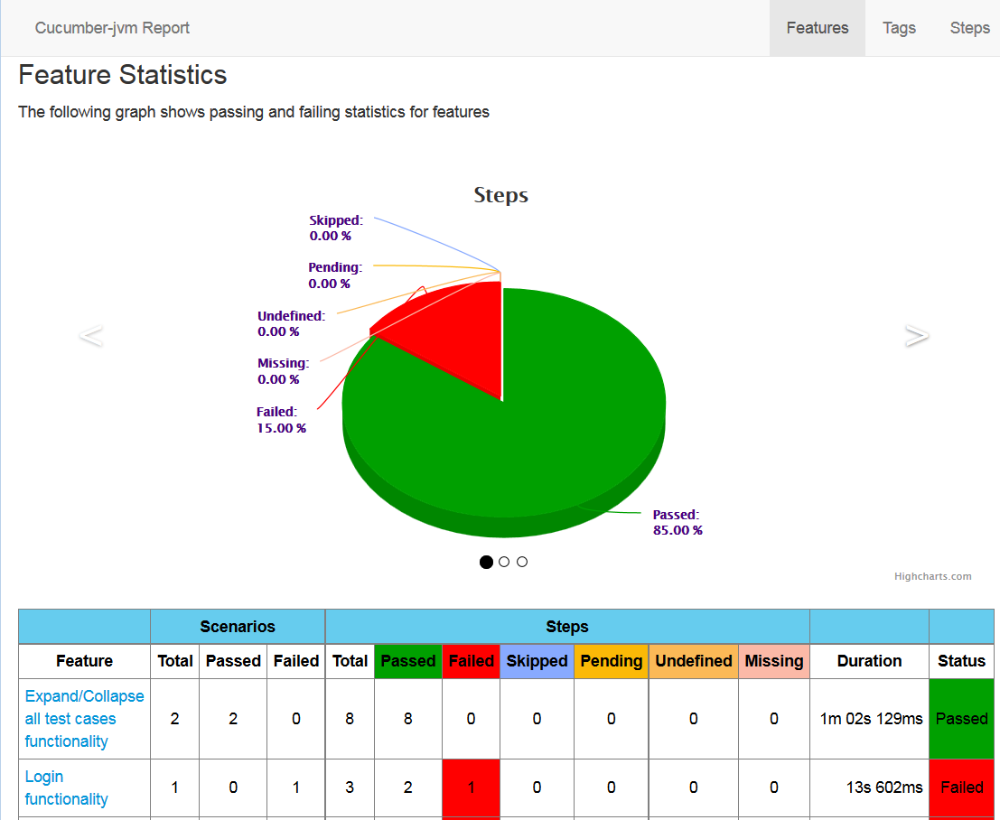 Cucumber-jvm Report Features Tags Steps
Feature Statistics
The following graph shows passing and failing statistics for features
Steps
Skipped:
0.00 %
Pending:
0.00 %
Undefined:
0.00 %
Missing:
0.00 %
Failed:
15.00 %
Passed:
85.00 %
< >
Highcharts.com
Scenarios Steps
Feature Total Passed Failed Total Passed Failed Skipped Pending Undefined Missing Duration Status
Expand/Collapse
all test cases 2 2 0 8 8 0 0 0 0 0 1m 02s 129ms Passed
functionality
Login
functionality 1 0 1 3 2 1 0 0 0 0 13s 602ms Failed